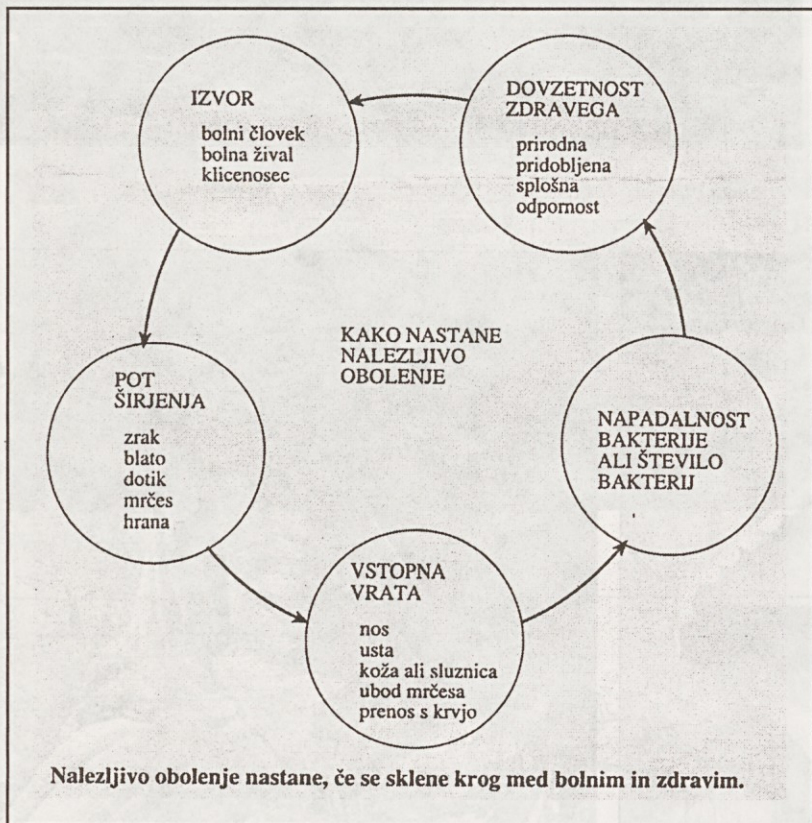 IZVOR
bolni človek
bolna žival
klicenosec
DOVZETNOST
ZDRAVEGA
prirodna
pridobljena
splošna
odpornost
KAKO NASTANE
NALEZLJIVO
OBOLENJE
POT
ŠIRJENJA
zrak
blato
dotik
mrčes
hrana
NAPADALNOST
BAKTERIJE
ALI ŠTEVILO
BAKTERIJ
VSTOPNA
VRATA
nos
usta
koža ali sluznica
ubod mrčesa
prenos s krvjo
Nalezljivo obolenje nastane, če se sklene krog med bolnim in zdravim.